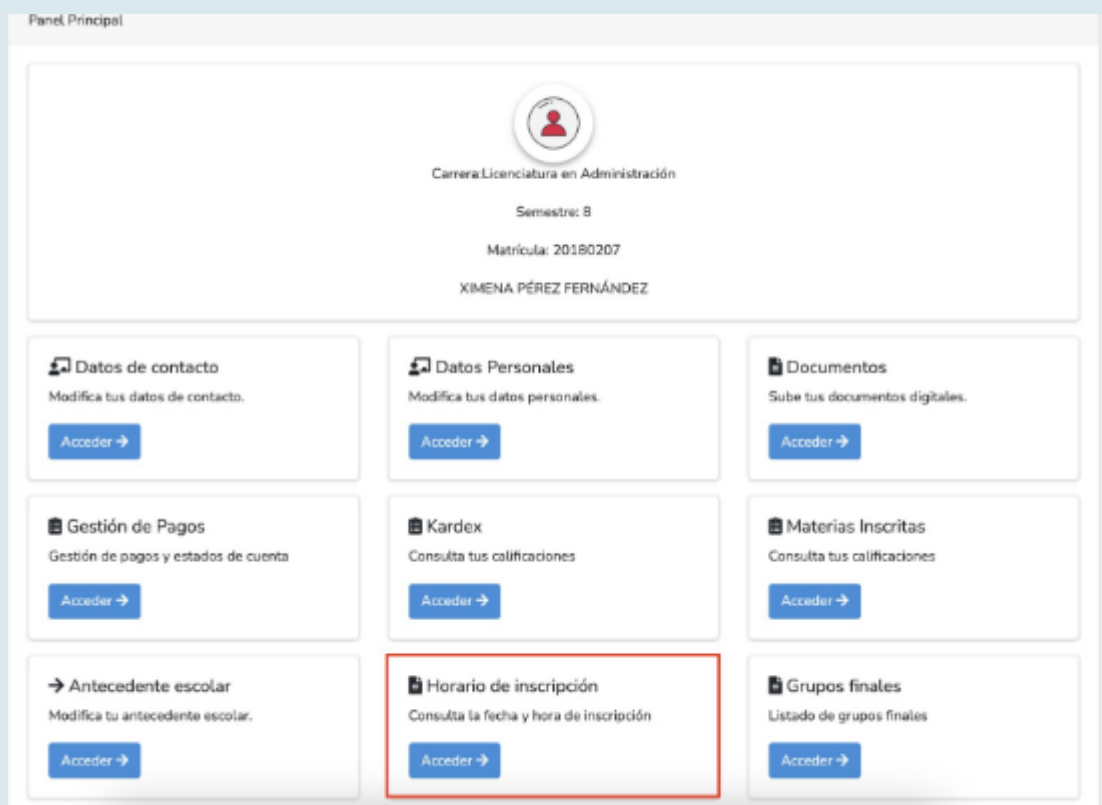 Panel Principal
Carrera:Licenciatura en Administración
Semestre: 8
Matrícula: 20180207
XIMENA PÉREZ FERNÁNDEZ
Datos de contacto
Modifica tus datos de contacto.
Acceder →
Datos Personales
Modifica tus datos personales.
Acceder →
Documentos
Sube tus documentos digitales.
Acceder →
Gestión de Pagos
Gestión de pagos y estados de cuenta
Acceder →
Kardex
Consulta tus calificaciones
Acceder →
Materias Inscritas
Consulta tus calificaciones
Acceder →
→ Antecedente escolar
Modifica tu antecedente escolar.
Acceder →
Horario de inscripción
Consulta la fecha y hora de inscripción
Acceder →
Grupos finales
Listado de grupos finales
Acceder →